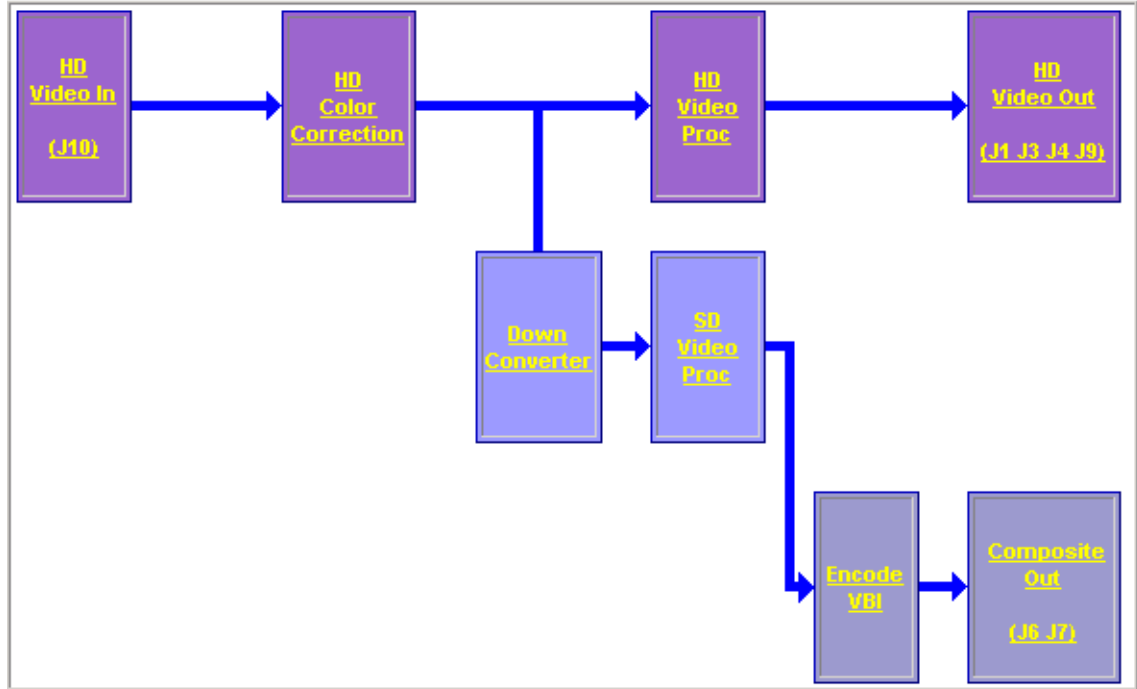 HD
Video In
(J10)
HD
Color
Correction
HD
Video
Proc
HD
Video Out
(J1 J3 J4 J9)
Down
Converter
SD
Video
Proc
Encode
VBI
Composite
Out
(J6 J7)